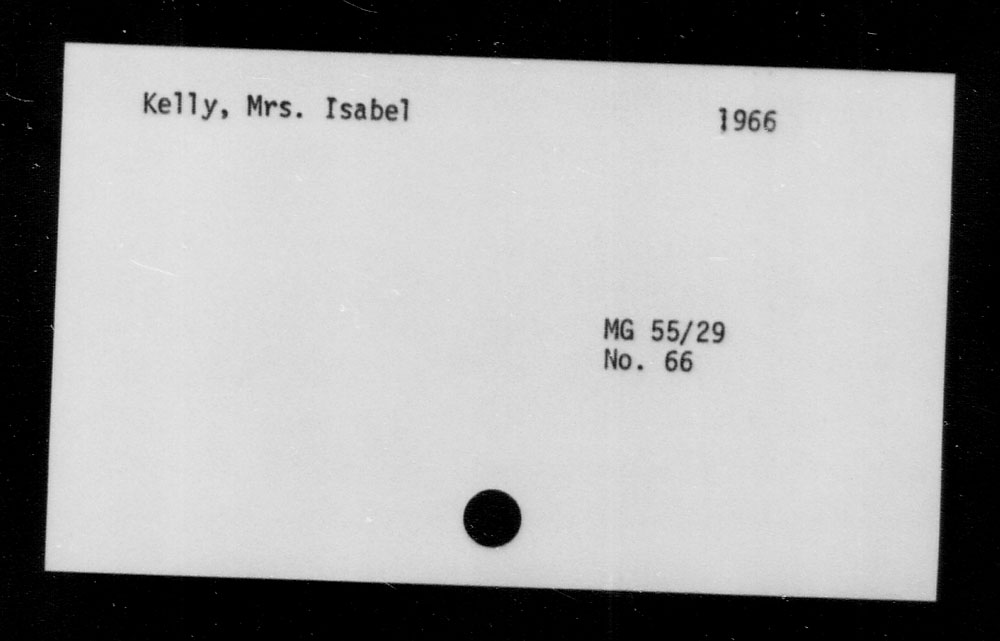 Kelly, Mrs. Isabel 1966
MG 55/29
No. 66